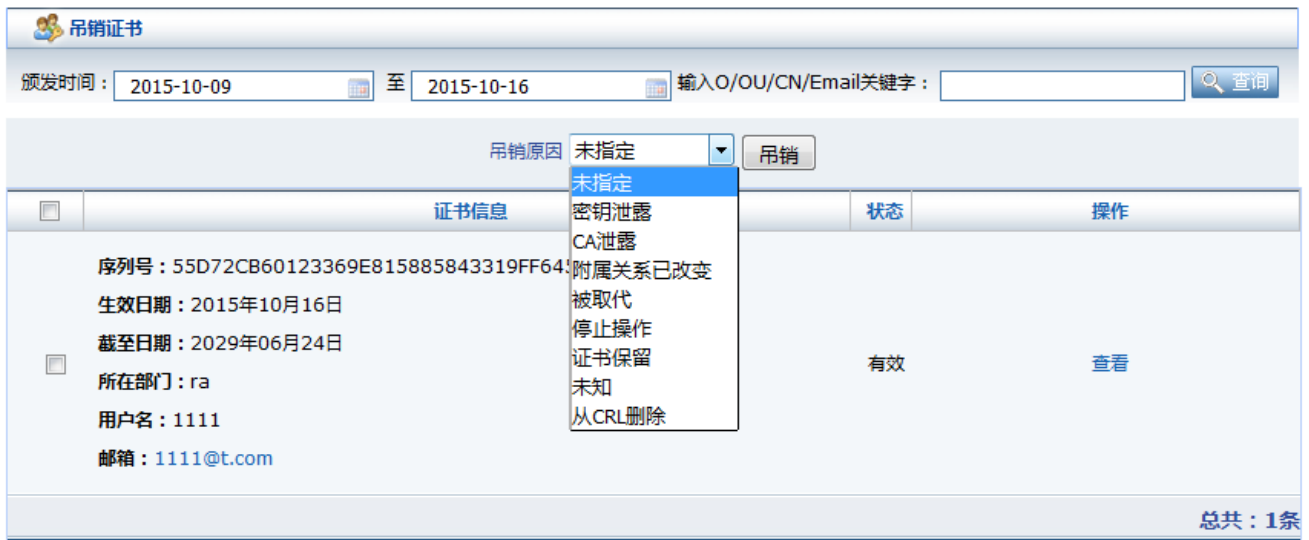 吊销证书
颁发时间： 2015-10-09 至 2015-10-16 输入O/OU/CN/Email关键字： 查询
吊销原因 未指定 吊销
未指定
密钥泄露
CA泄露
附属关系已改变
被取代
停止操作
证书保留
未知
从CRL删除
证书信息 状态 操作
序列号：55D72CB60123369E815885843319FF645
生效日期：2015年10月16日
截至日期：2029年06月24日
所在部门：ra
用户名：1111
邮箱：1111@t.com
有效 查看
总共：1条